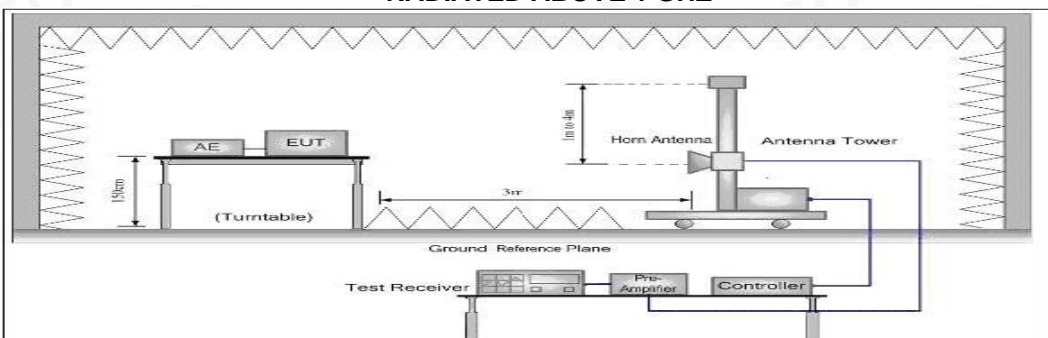 RADIATED ABOVE 1 GHZ
AE
EUT
150cm
(Turntable)
3m
1m to 4m
Horn Antenna
Antenna Tower
Ground Reference Plane
Test Receiver
Pre-
Amplifier
Controller